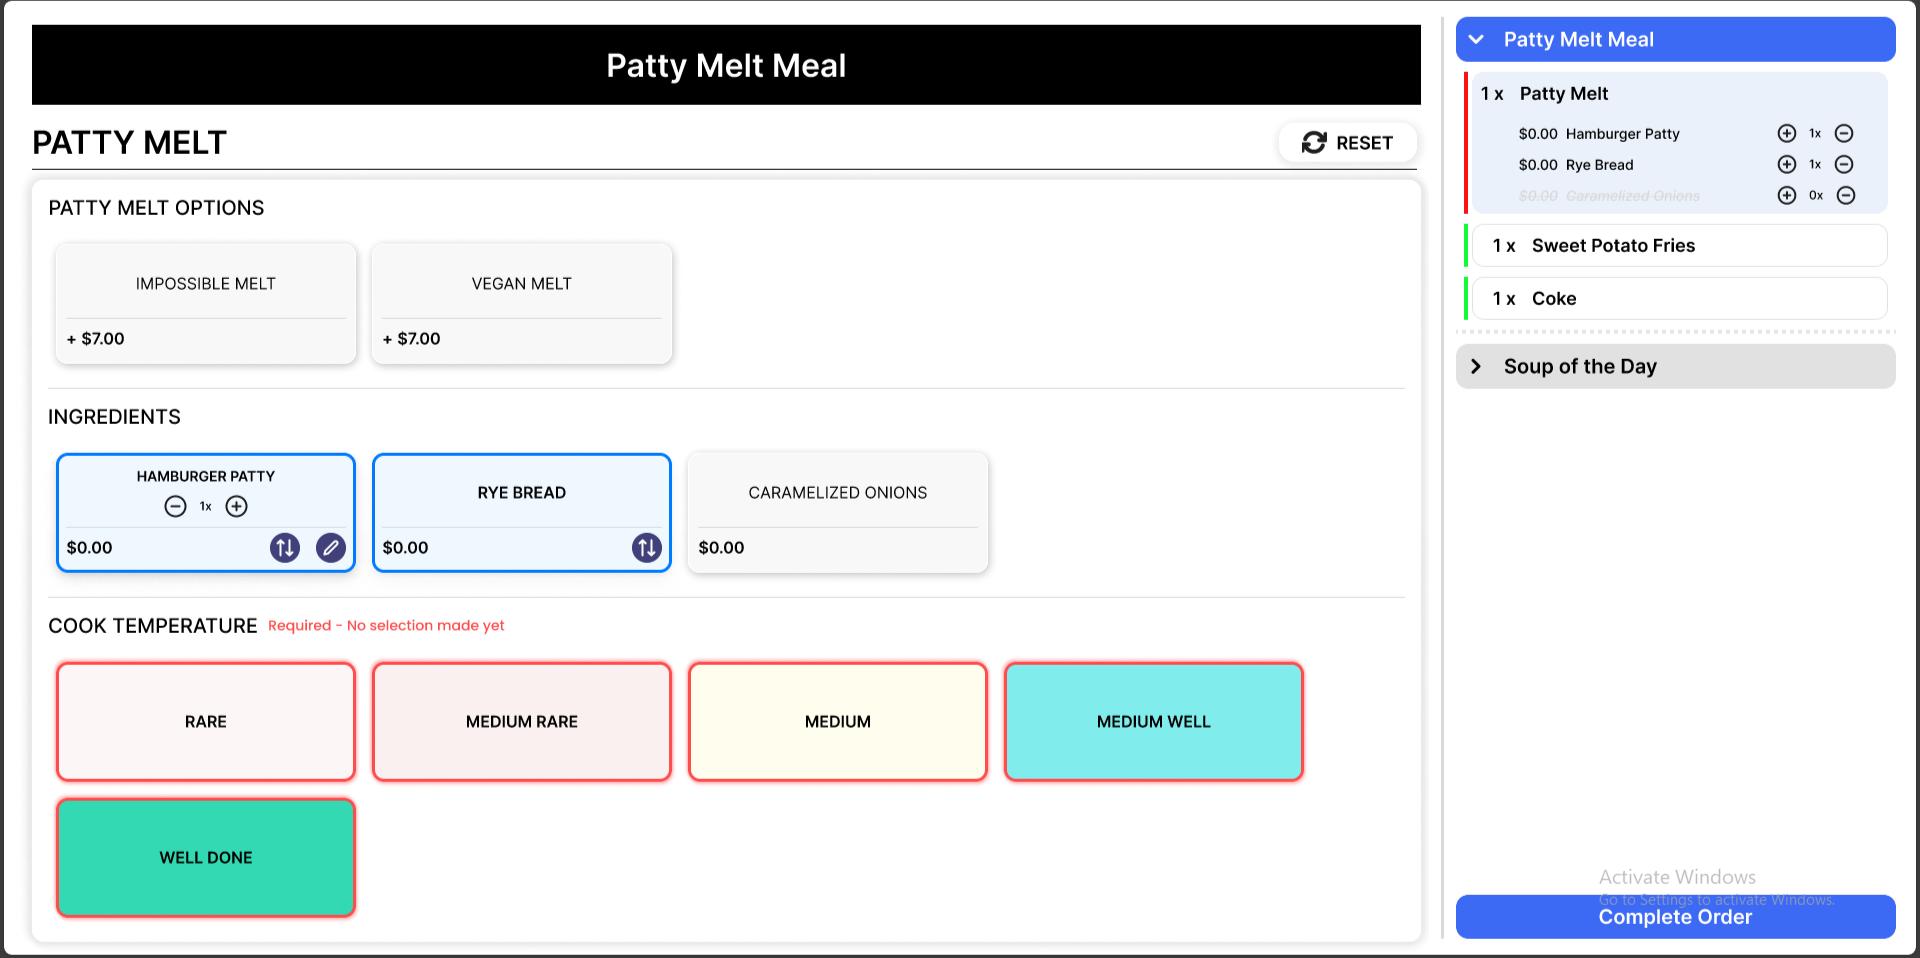 Patty Melt Meal
PATTY MELT
RESET
PATTY MELT OPTIONS
IMPOSSIBLE MELT
+ $7.00
VEGAN MELT
+ $7.00
INGREDIENTS
HAMBURGER PATTY
1x
$0.00
RYE BREAD
$0.00
CARAMELIZED ONIONS
$0.00
COOK TEMPERATURE Required - No selection made yet
RARE
MEDIUM RARE
MEDIUM
MEDIUM WELL
WELL DONE
Patty Melt Meal
1 x Patty Melt
$0.00 Hamburger Patty 1x
$0.00 Rye Bread 1x
$0.00 Caramelized Onions 0x
1 x Sweet Potato Fries
1 x Coke
Soup of the Day
Activate Windows
Go to Settings to activate Windows.
Complete Order